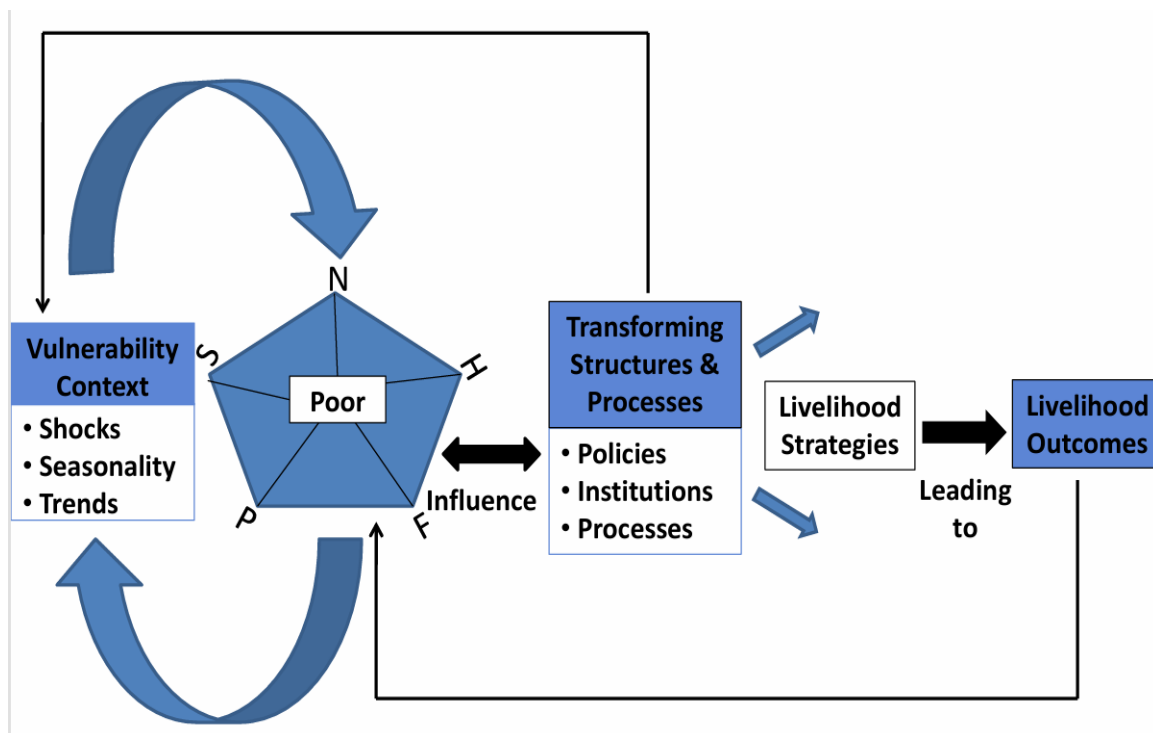 Vulnerability
Context
• Shocks
• Seasonality
• Trends
N
S
H
Poor
P
F
Influence
Transforming
Structures &
Processes
• Policies
• Institutions
• Processes
Livelihood
Strategies
Leading
to
Livelihood
Outcomes